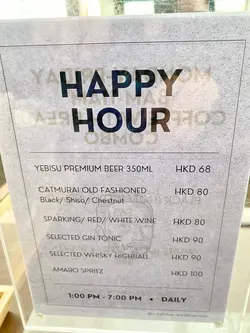 HAPPY
HOUR
YEBISU PREMIUM BEER 350ML HKD 68
CATMURAI OLD FASHIONED HKD 80
Black/ Shiso/ Chestnut
SPARKING/ RED/ WHITE WINE HKD 80
SELECTED GIN TONIC HKD 90
SELECTED WHISKY HIGHBALL HKD 90
AMARO SPRITZ HKD 100
1:00 PM - 7:00 PM • DAILY